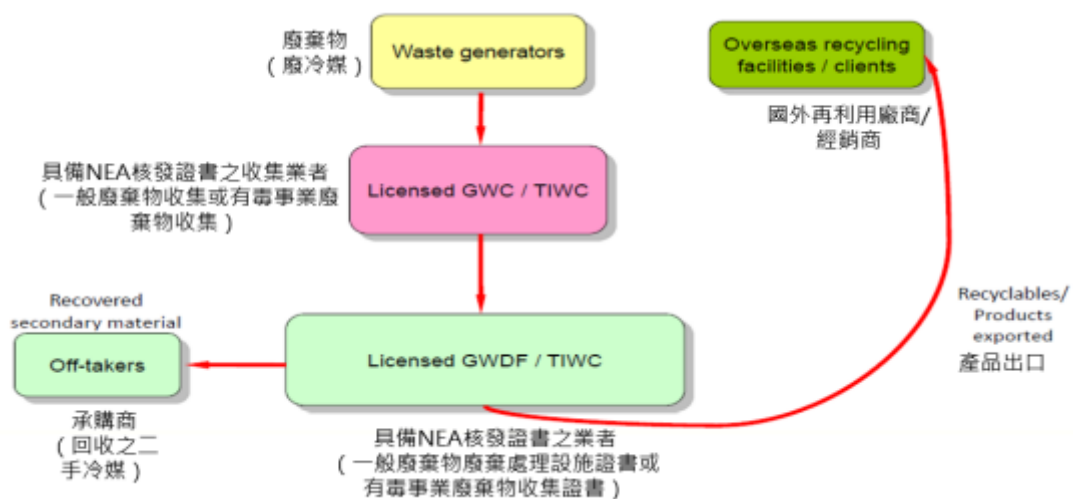 廢棄物
（廢冷媒）
Waste generators
Overseas recycling
facilities / clients
國外再利用廠商/
經銷商
具備NEA核發證書之收集業者
（一般廢棄物收集或有毒事業廢
棄物收集）
Licensed GWC / TIWC
Recovered
secondary material
Off-takers
承購商
（回收之二
手冷媒）
Licensed GWDF / TIWC
具備NEA核發證書之業者
（一般廢棄物廢棄處理設施證書或
有毒事業廢棄物收集證書）
Recyclables/
Products
exported
產品出口